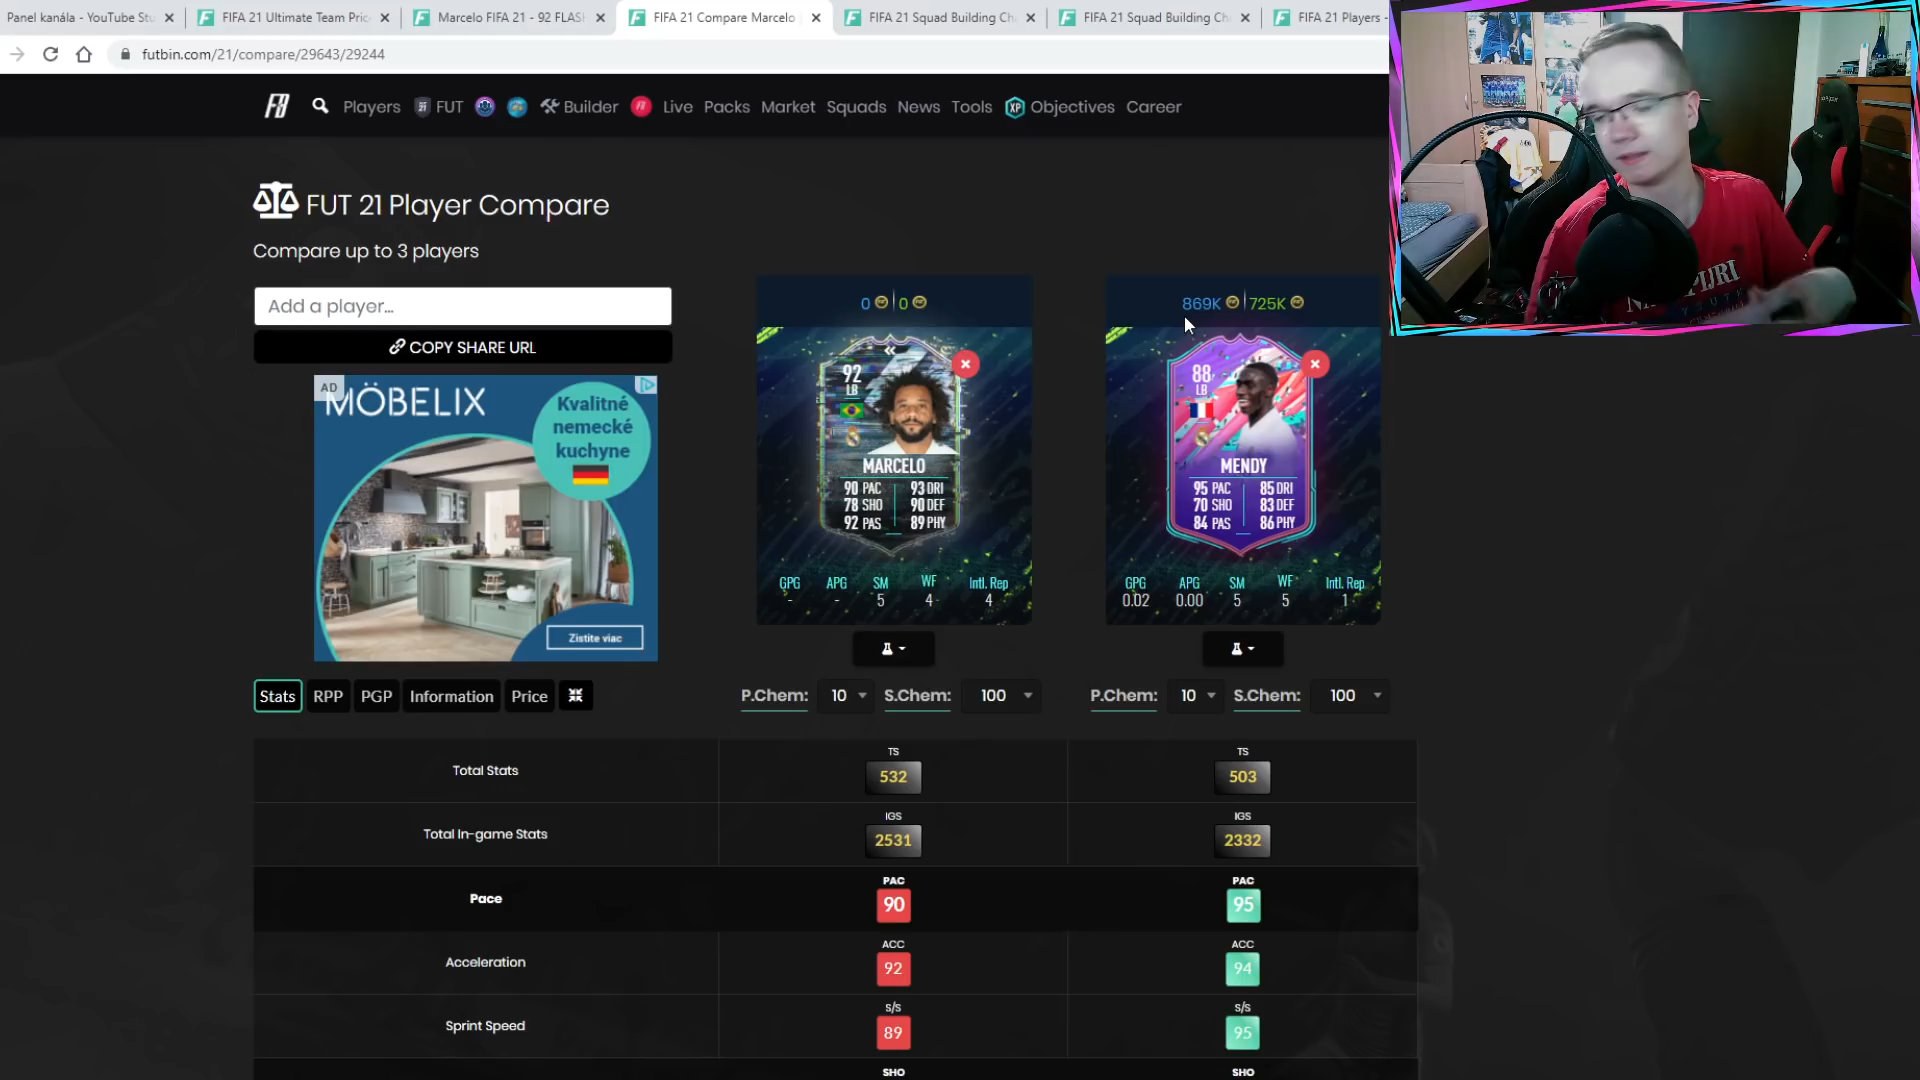 Panel kanála - YouTube Stu
FIFA 21 Ultimate Team Pric
Marcelo FIFA 21 - 92 FLASH
FIFA 21 Compare Marcelo
FIFA 21 Squad Building Ch
FIFA 21 Squad Building Ch
FIFA 21 Players -
futbin.com/21/compare/29643/29244
Players FUT Builder Live Packs Market Squads News Tools XP Objectives Career
FUT 21 Player Compare
Compare up to 3 players
Add a player...
COPY SHARE URL
AD
MÖBELIX
Kvalitné
nemecké
kuchyne
Zistite viac
0 | 0
92
LB
MARCELO
90 PAC 93 DRI
78 SHO 90 DEF
92 PAS 89 PHY
GPG APG SM WF Intl. Rep
- - 5 4 4
869K | 725K
88
LB
MENDY
95 PAC 85 DRI
70 SHO 83 DEF
84 PAS 86 PHY
GPG APG SM WF Intl. Rep
0.02 0.00 5 5 1
Stats RPP PGP Information Price
P.Chem: 10 S.Chem: 100
P.Chem: 10 S.Chem: 100
TS TS
Total Stats 532 503
IGS IGS
Total In-game Stats 2531 2332
PAC PAC
Pace 90 95
ACC ACC
Acceleration 92 94
S/S S/S
Sprint Speed 89 95
SHO SHO